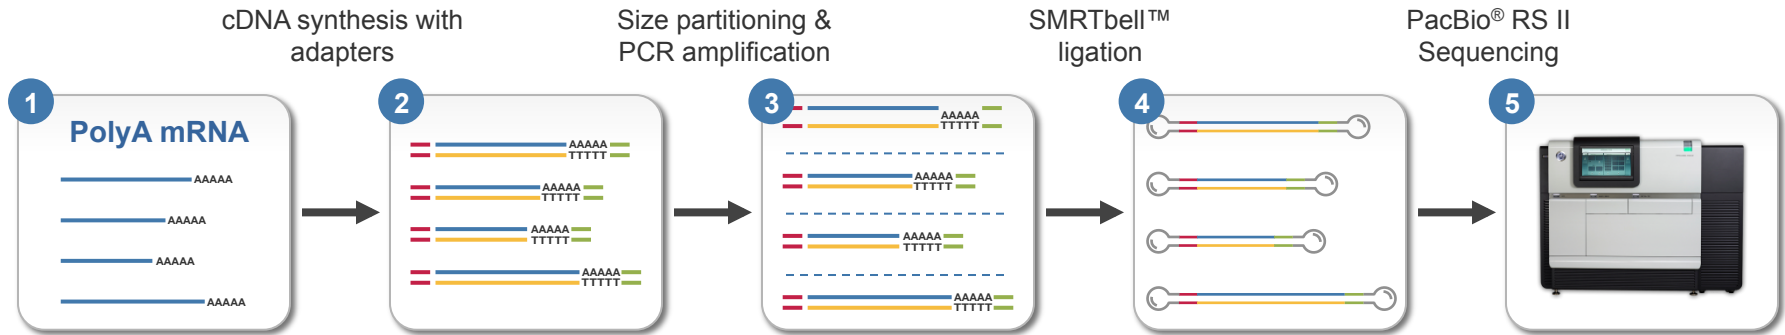 cDNA synthesis with
adapters
Size partitioning &
PCR amplification
SMRTbell™
ligation
PacBio® RS II
Sequencing
1
PolyA mRNA
AAAAA
AAAAA
AAAAA
AAAAA
2
AAAAA
TTTTT
AAAAA
TTTTT
AAAAA
TTTTT
AAAAA
TTTTT
3
AAAAA
TTTTT
AAAAA
TTTTT
AAAAA
TTTTT
AAAAA
TTTTT
4
5